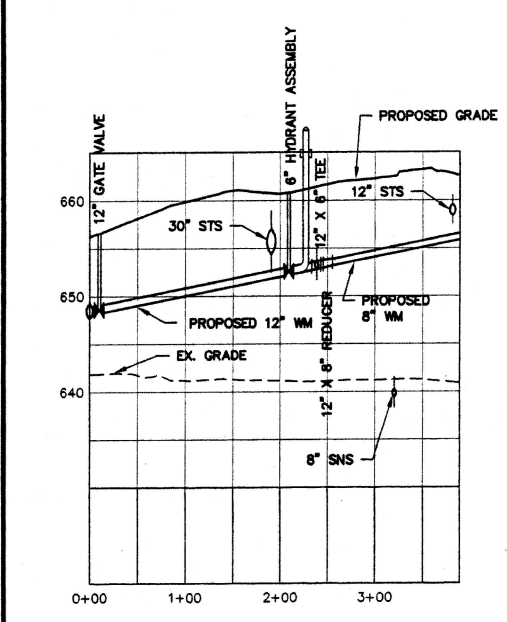 12" GATE VALVE
6" HYDRANT ASSEMBLY
PROPOSED GRADE
12" X 6" TEE
12" STS
660
30" STS
650
PROPOSED 12" WM
PROPOSED
8" WM
EX. GRADE
12" X 8" REDUCER
640
8" SNS
0+00
1+00
2+00
3+00